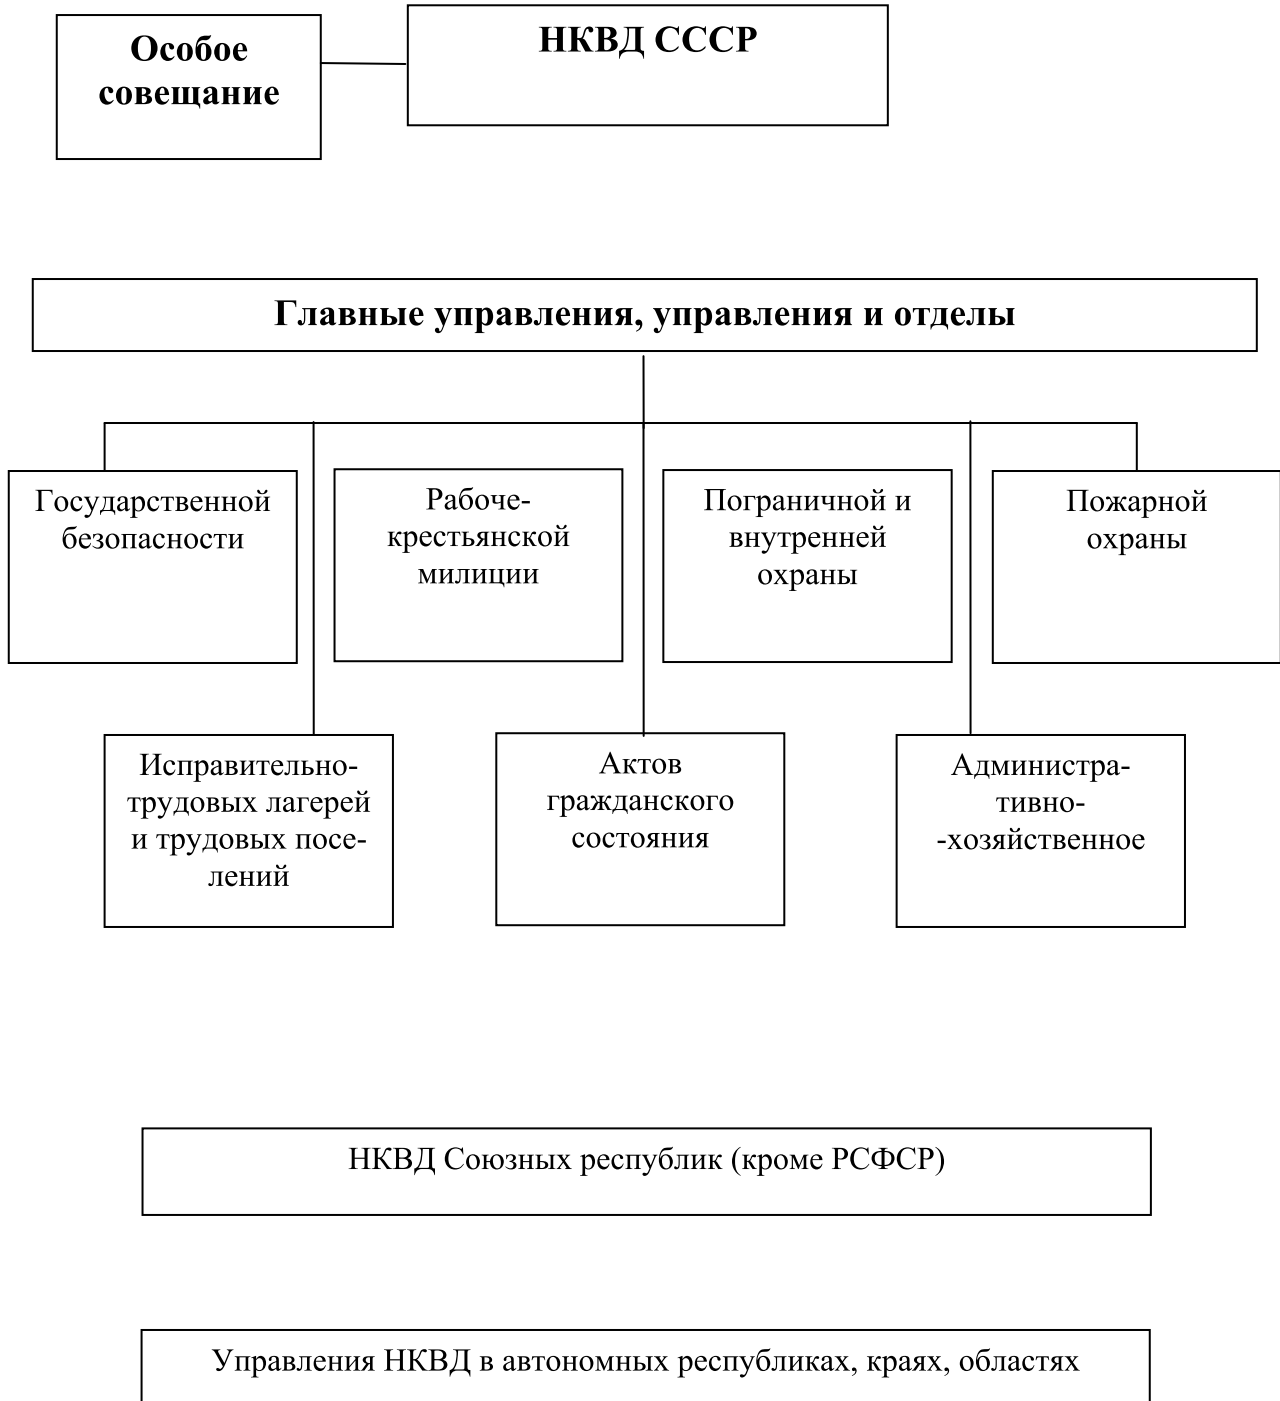 Особое
совещание
НКВД СССР
Главные управления, управления и отделы
Государственной
безопасности
Рабоче-
крестьянской
милиции
Пограничной и
внутренней
охраны
Пожарной
охраны
Исправительно-
трудовых лагерей
и трудовых посе-
лений
Актов
гражданского
состояния
Администра-
тивно-
-хозяйственное
НКВД Союзных республик (кроме РСФСР)
Управления НКВД в автономных республиках, краях, областях